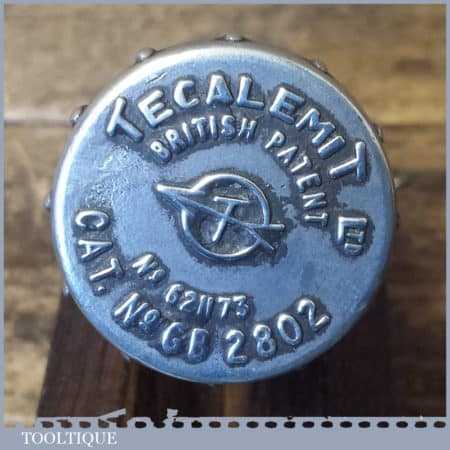 TECALEMIT LTD
BRITISH PATENT
T
No 621173
CAT. No GB 2802
TOOLTIQUE